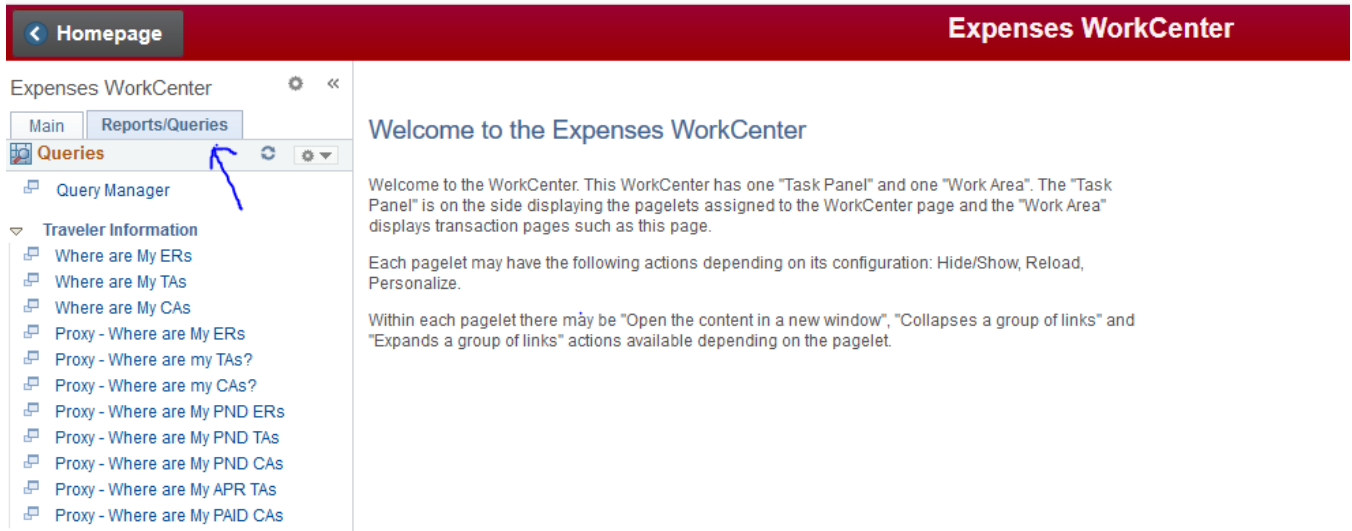 Homepage
Expenses WorkCenter
Expenses WorkCenter
Main
Reports/Queries
Queries
Query Manager
Traveler Information
Where are My ERs
Where are My TAs
Where are My CAs
Proxy - Where are My ERs
Proxy - Where are my TAs?
Proxy - Where are my CAs?
Proxy - Where are My PND ERs
Proxy - Where are My PND TAs
Proxy - Where are My PND CAs
Proxy - Where are My APR TAs
Proxy - Where are My PAID CAs
Welcome to the Expenses WorkCenter
Welcome to the WorkCenter. This WorkCenter has one "Task Panel" and one "Work Area". The "Task
Panel" is on the side displaying the pagelets assigned to the WorkCenter page and the "Work Area"
displays transaction pages such as this page.
Each pagelet may have the following actions depending on its configuration: Hide/Show, Reload,
Personalize.
Within each pagelet there may be "Open the content in a new window", "Collapses a group of links" and
"Expands a group of links" actions available depending on the pagelet.